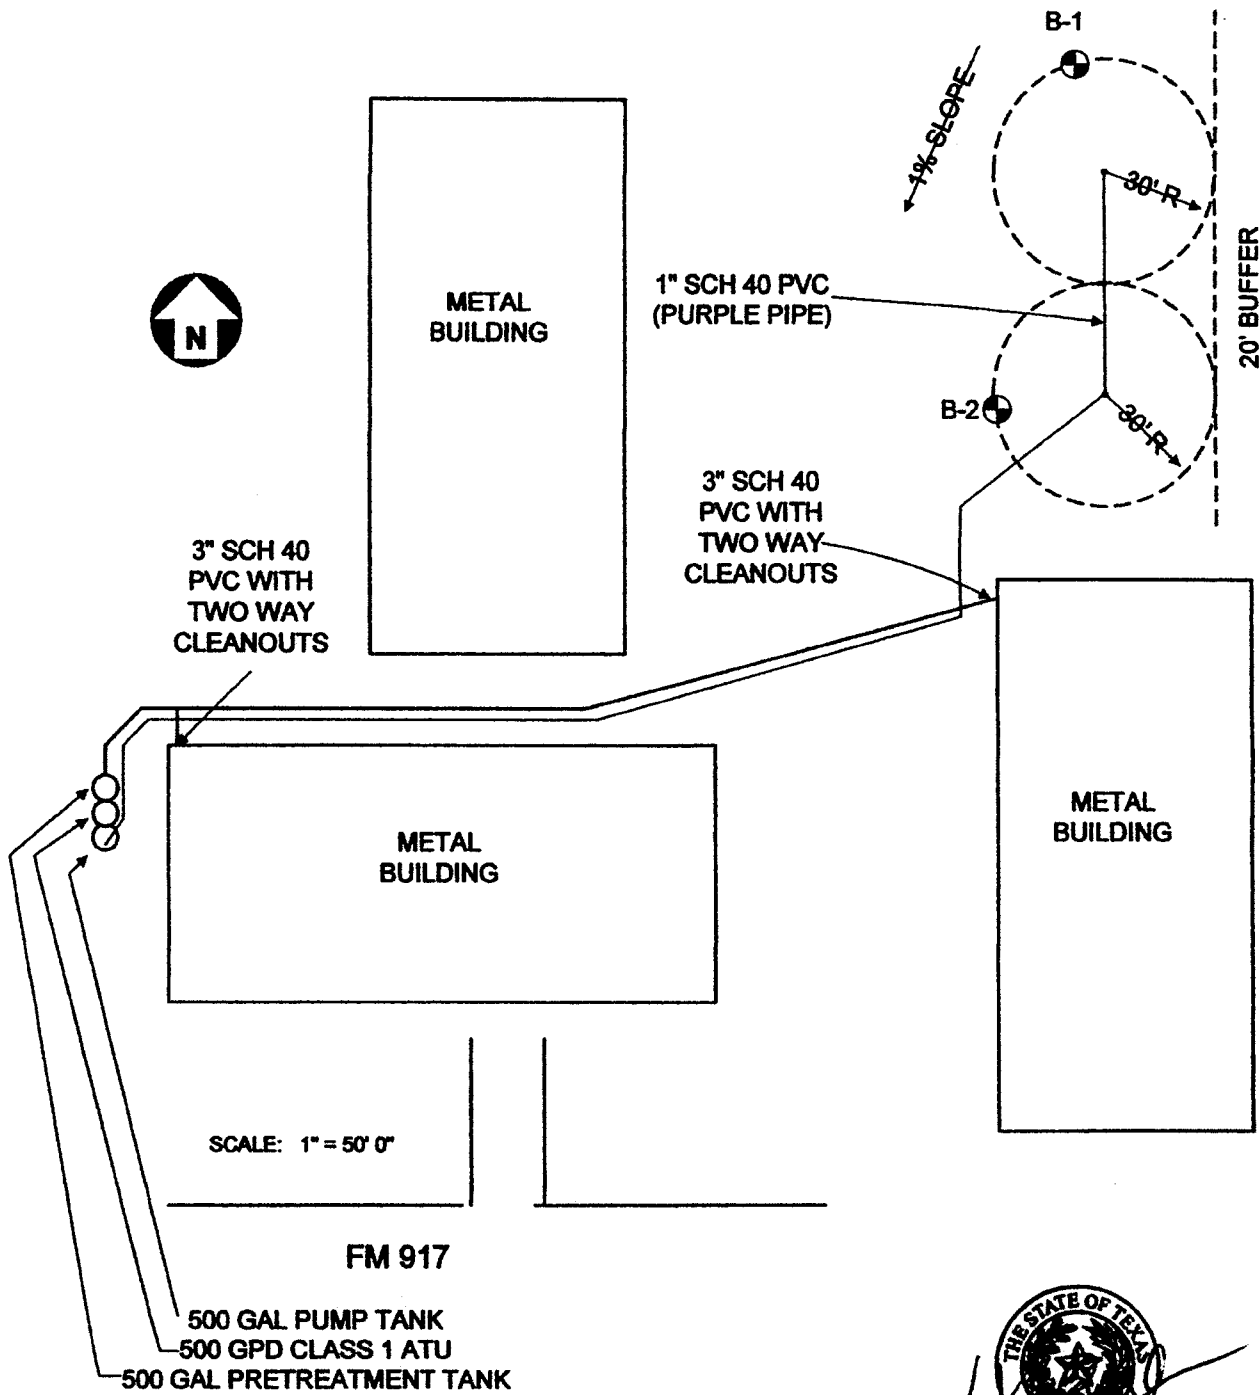 B-1
1% SLOPE
30' R
20' BUFFER
METAL
BUILDING
1" SCH 40 PVC
(PURPLE PIPE)
N
B-2
30' R
3" SCH 40
PVC WITH
TWO WAY
CLEANOUTS
3" SCH 40
PVC WITH
TWO WAY
CLEANOUTS
METAL
BUILDING
METAL
BUILDING
SCALE: 1" = 50' 0"
FM 917
500 GAL PUMP TANK
500 GPD CLASS 1 ATU
500 GAL PRETREATMENT TANK
THE STATE OF TEXAS